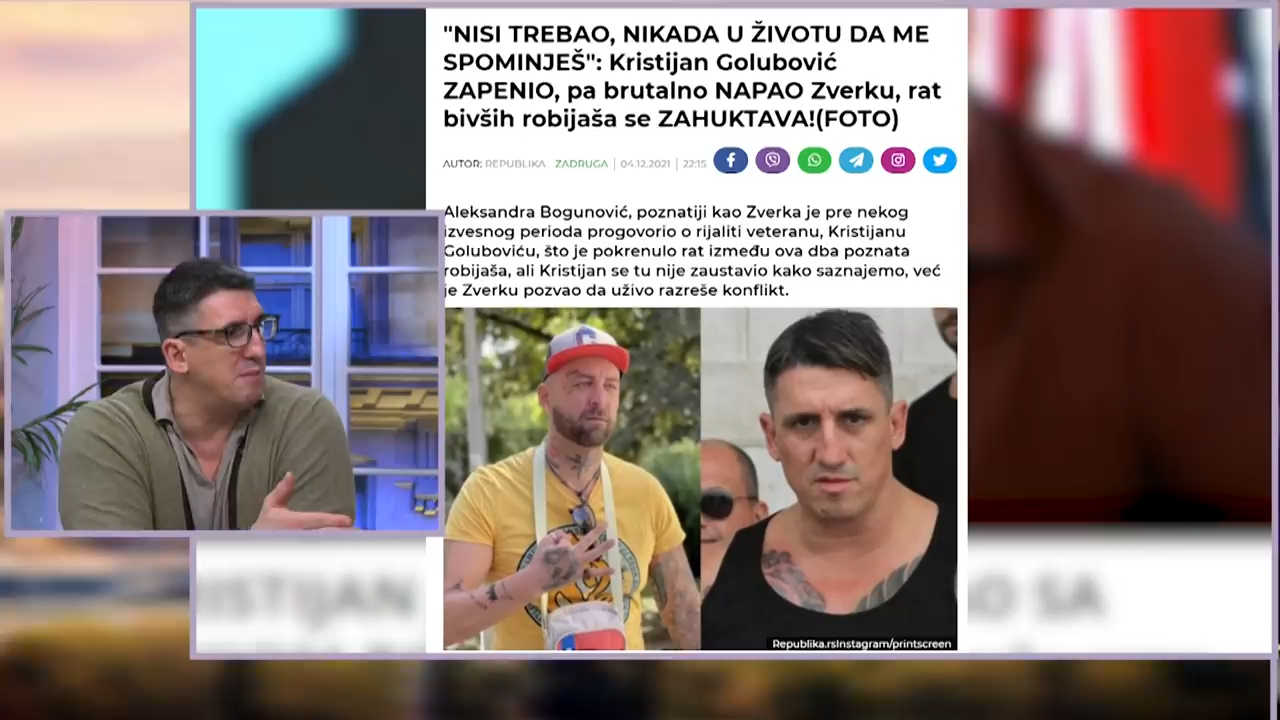 "NISI TREBAO, NIKADA U ŽIVOTU DA ME
SPOMINJEŠ": Kristijan Golubović
ZAPENIO, pa brutalno NAPAO Zverku, rat
bivših robijaša se ZAHUKTAVA!(FOTO)
AUTOR: REPUBLIKA ZADRUGA | 04.12.2021 | 22:15
Aleksandra Bogunović, poznatiji kao Zverka je pre nekog
izvesnog perioda progovorio o rijaliti veteranu, Kristijanu
Goluboviću, što je pokrenulo rat između ova dba poznata
robijaša, ali Kristijan se tu nije zaustavio kako saznajemo, već
je Zverku pozvao da uživo razreše konflikt.
Republika.rsInstagram/printscreen
ISTIJAN
O SA